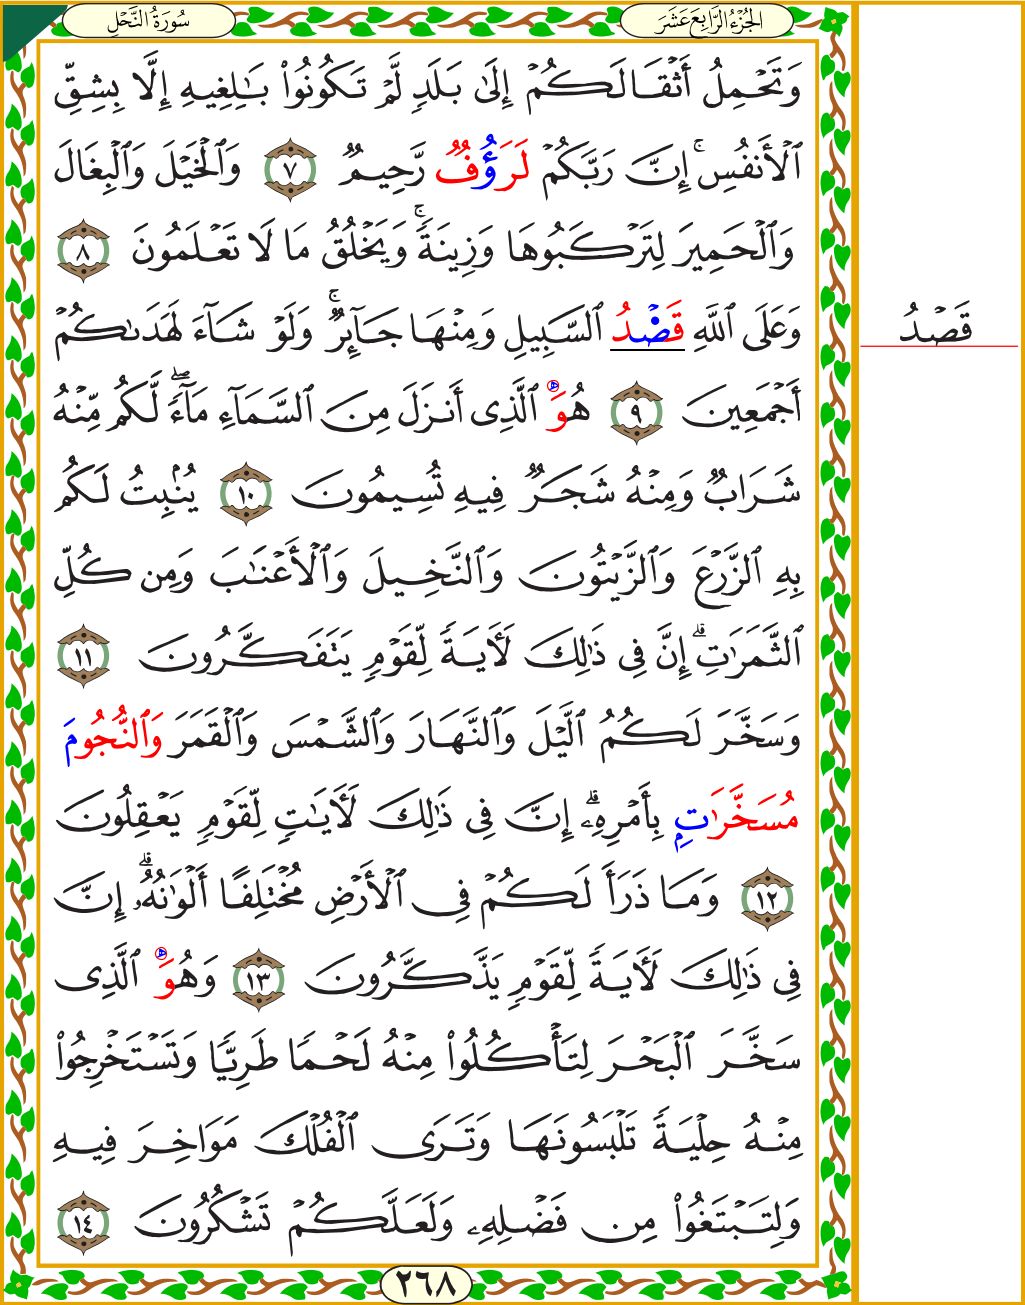 سُورَةُ النَّحْلِ
الجُزْءُ الرَّابِعَ عَشَرَ
وَتَحْمِلُ أَثْقَالَكُمْ إِلَىٰ بَلَدٍ لَّمْ تَكُونُوا۟ بَـٰلِغِيهِ إِلَّا بِشِقِّ
ٱلْأَنفُسِ ۚ إِنَّ رَبَّكُمْ لَرَؤُفٌ رَّحِيمٌ ٧ وَٱلْخَيْلَ وَٱلْبِغَالَ
وَٱلْحَمِيرَ لِتَرْكَبُوهَا وَزِينَةً ۚ وَيَخْلُقُ مَا لَا تَعْلَمُونَ ٨
وَعَلَى ٱللَّهِ قَصْدُ ٱلسَّبِيلِ وَمِنْهَا جَآئِرٌ ۚ وَلَوْ شَآءَ لَهَدَىٰكُمْ
قَصْدُ
أَجْمَعِينَ ٩ هُوَ ٱلَّذِى أَنزَلَ مِنَ ٱلسَّمَآءِ مَآءً ۖ لَّكُم مِّنْهُ
شَرَابٌ وَمِنْهُ شَجَرٌ فِيهِ تُسِيمُونَ ١٠ يُنۢبِتُ لَكُم
بِهِ ٱلزَّرْعَ وَٱلزَّيْتُونَ وَٱلنَّخِيلَ وَٱلْأَعْنَـٰبَ وَمِن كُلِّ
ٱلثَّمَرَٰتِ ۗ إِنَّ فِى ذَٰلِكَ لَـَٔايَةً لِّقَوْمٍ يَتَفَكَّرُونَ ١١
وَسَخَّرَ لَكُمُ ٱلَّيْلَ وَٱلنَّهَارَ وَٱلشَّمْسَ وَٱلْقَمَرَ وَٱلنُّجُومَ
مُسَخَّرَٰتٍۭ بِأَمْرِهِۦٓ ۗ إِنَّ فِى ذَٰلِكَ لَـَٔايَـٰتٍ لِّقَوْمٍ يَعْقِلُونَ
١٢ وَمَا ذَرَأَ لَكُمْ فِى ٱلْأَرْضِ مُخْتَلِفًا أَلْوَٰنُهُۥٓ ۗ إِنَّ
فِى ذَٰلِكَ لَـَٔايَةً لِّقَوْمٍ يَذَّكَّرُونَ ١٣ وَهُوَ ٱلَّذِى
سَخَّرَ ٱلْبَحْرَ لِتَأْكُلُوا۟ مِنْهُ لَحْمًا طَرِيًّا وَتَسْتَخْرِجُوا۟
مِنْهُ حِلْيَةً تَلْبَسُونَهَا وَتَرَى ٱلْفُلْكَ مَوَاخِرَ فِيهِ
وَلِتَبْتَغُوا۟ مِن فَضْلِهِۦ وَلَعَلَّكُمْ تَشْكُرُونَ ١٤
٢٦٨